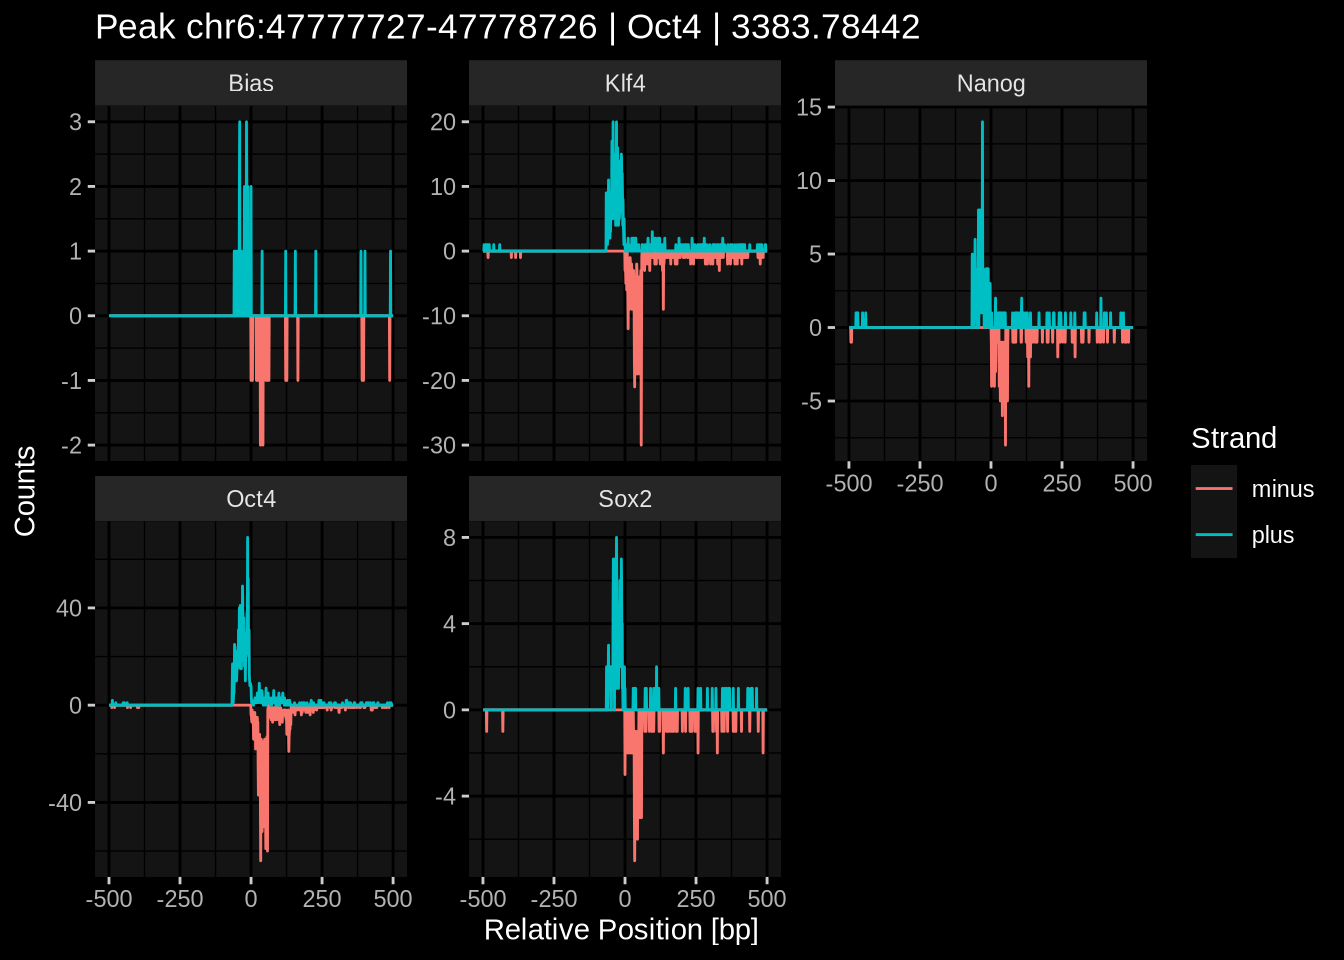 Peak chr6:47777727-47778726 | Oct4 | 3383.78442
Bias
Klf4
Nanog
3
2
1
0
-1
-2
20
10
0
-10
-20
-30
15
10
5
0
-5
-500 -250 0 250 500
Counts
Strand
minus
plus
Oct4
Sox2
40
0
-40
8
4
0
-4
-500 -250 0 250 500
-500 -250 0 250 500
Relative Position [bp]